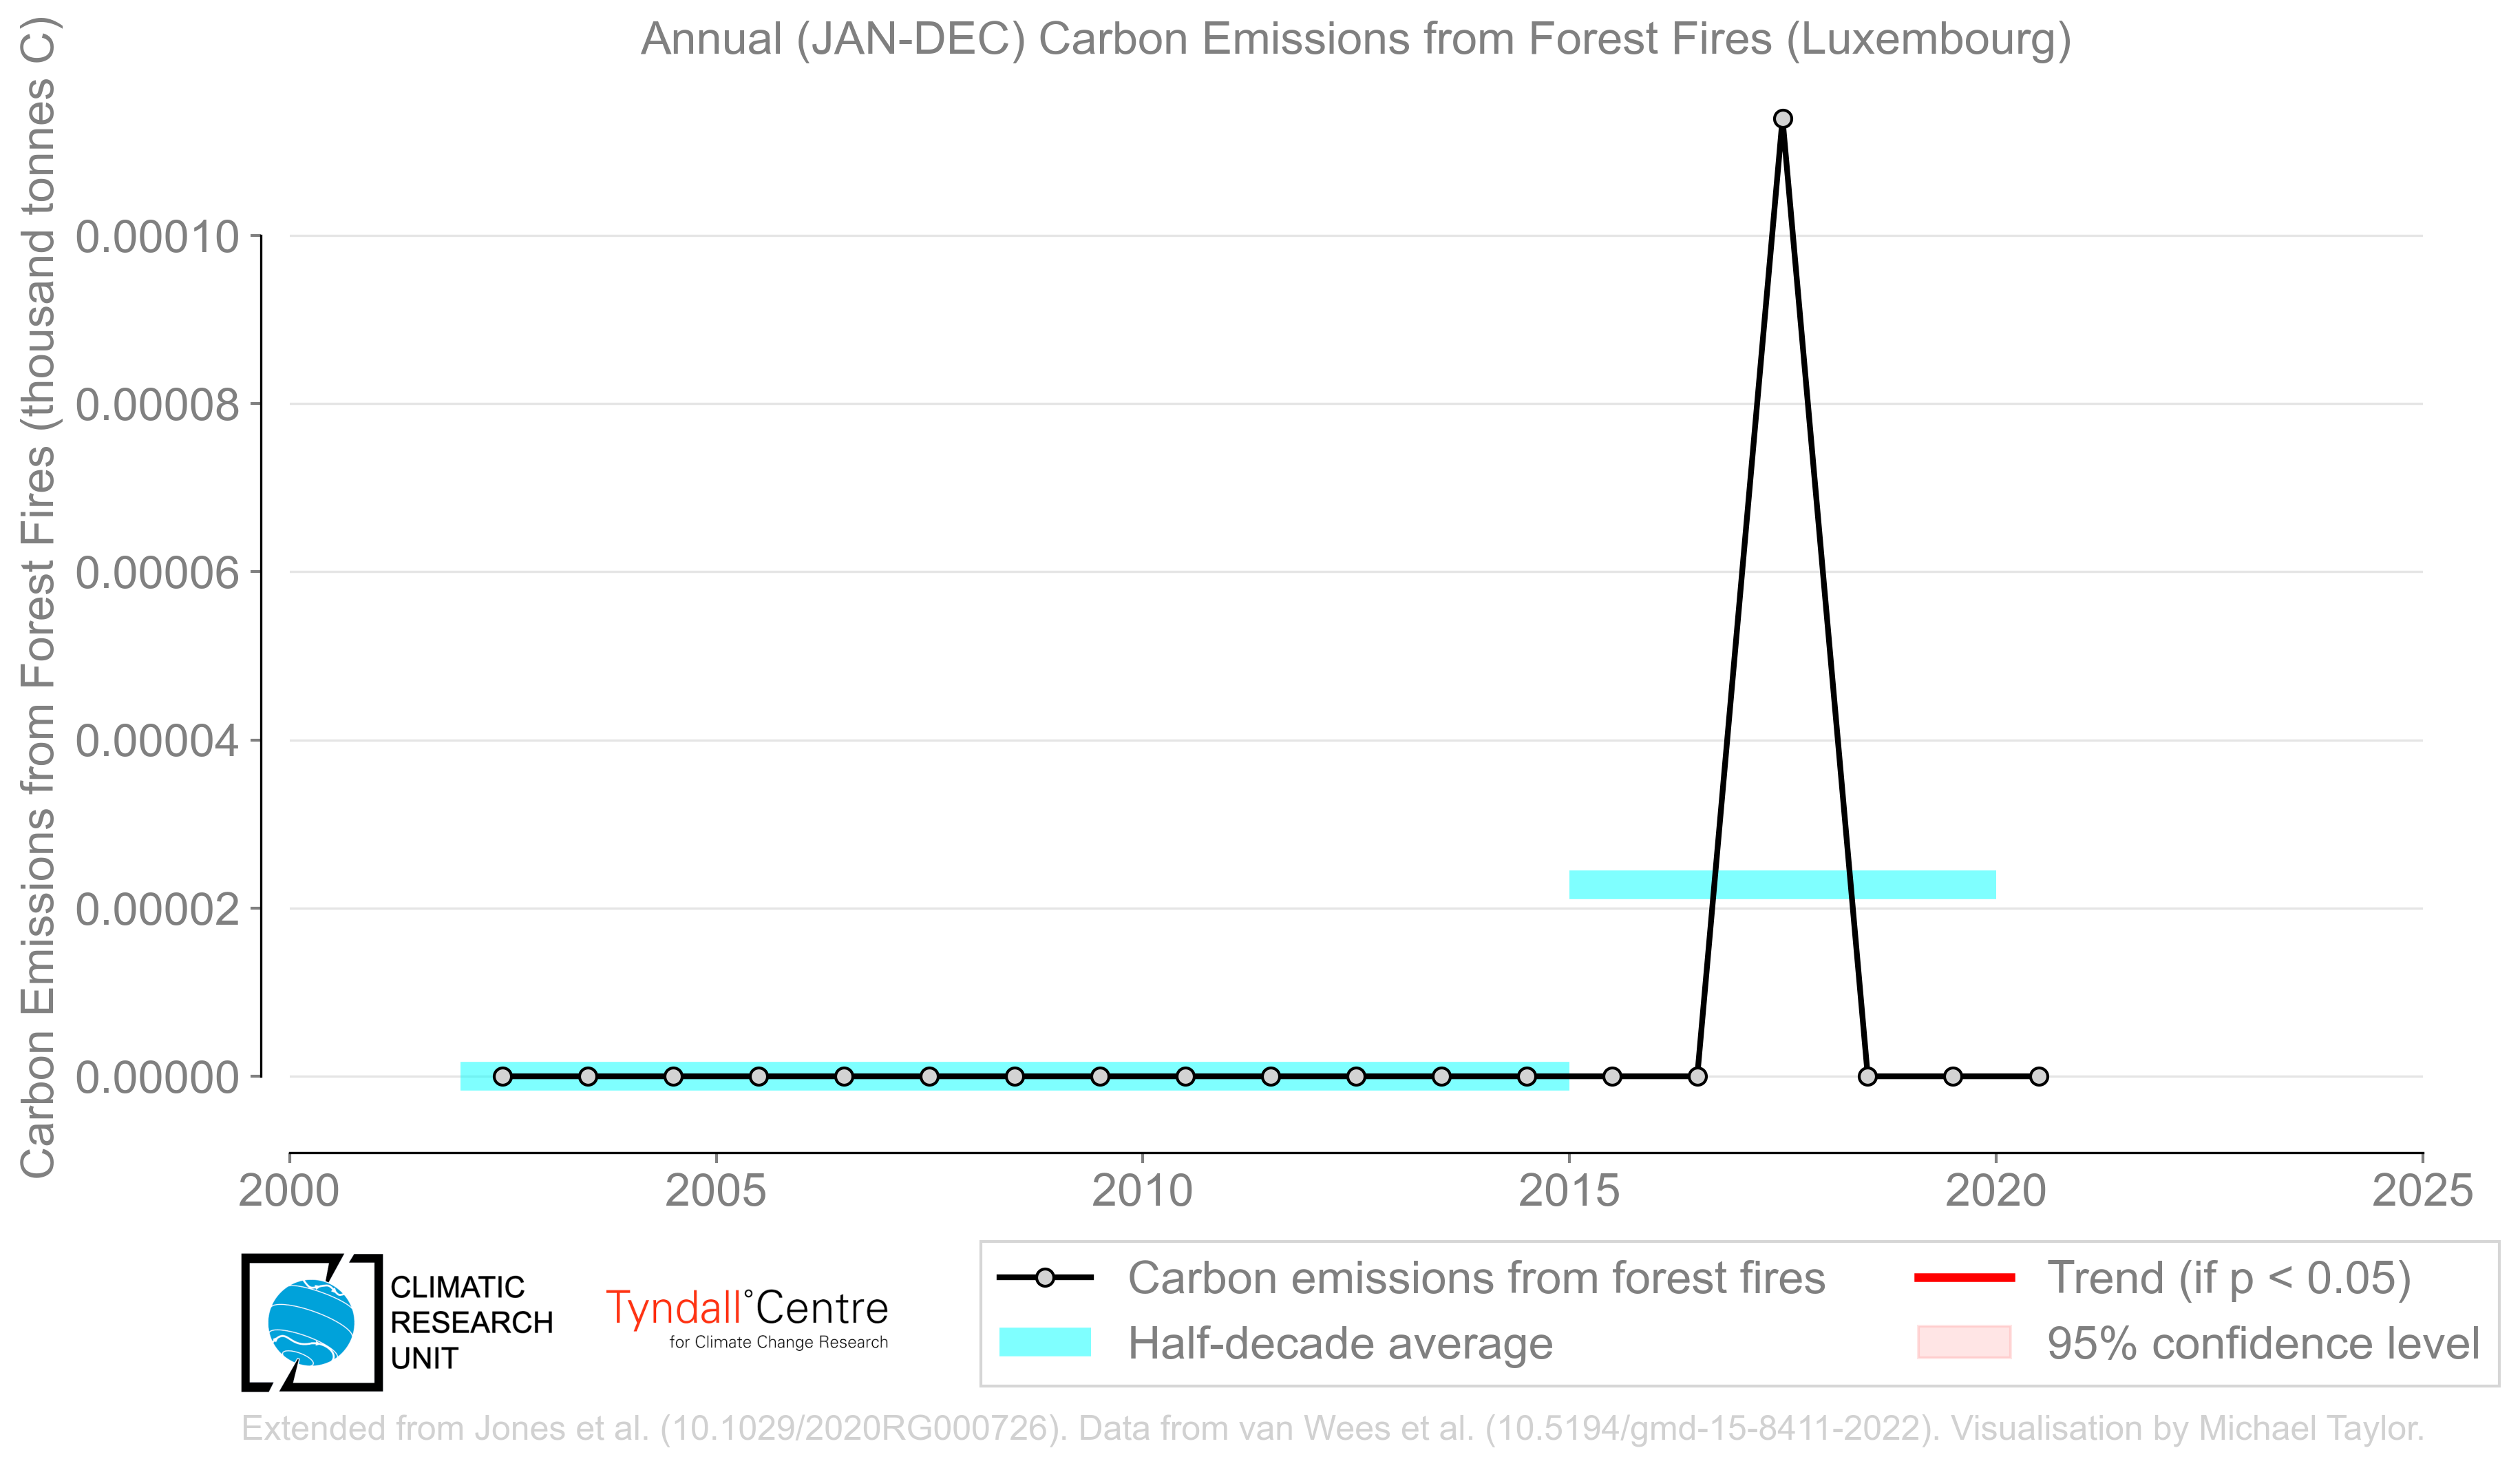 Annual (JAN-DEC) Carbon Emissions from Forest Fires (Luxembourg)
Carbon Emissions from Forest Fires (thousand tonnes C)
0.00010
0.00008
0.00006
0.00004
0.00002
0.00000
2000
2005
2010
2015
2020
2025
CLIMATIC
RESEARCH
UNIT
Tyndall°Centre
for Climate Change Research
Carbon emissions from forest fires
Half-decade average
Trend (if p < 0.05)
95% confidence level
Extended from Jones et al. (10.1029/2020RG000726). Data from van Wees et al. (10.5194/gmd-15-8411-2022). Visualisation by Michael Taylor.